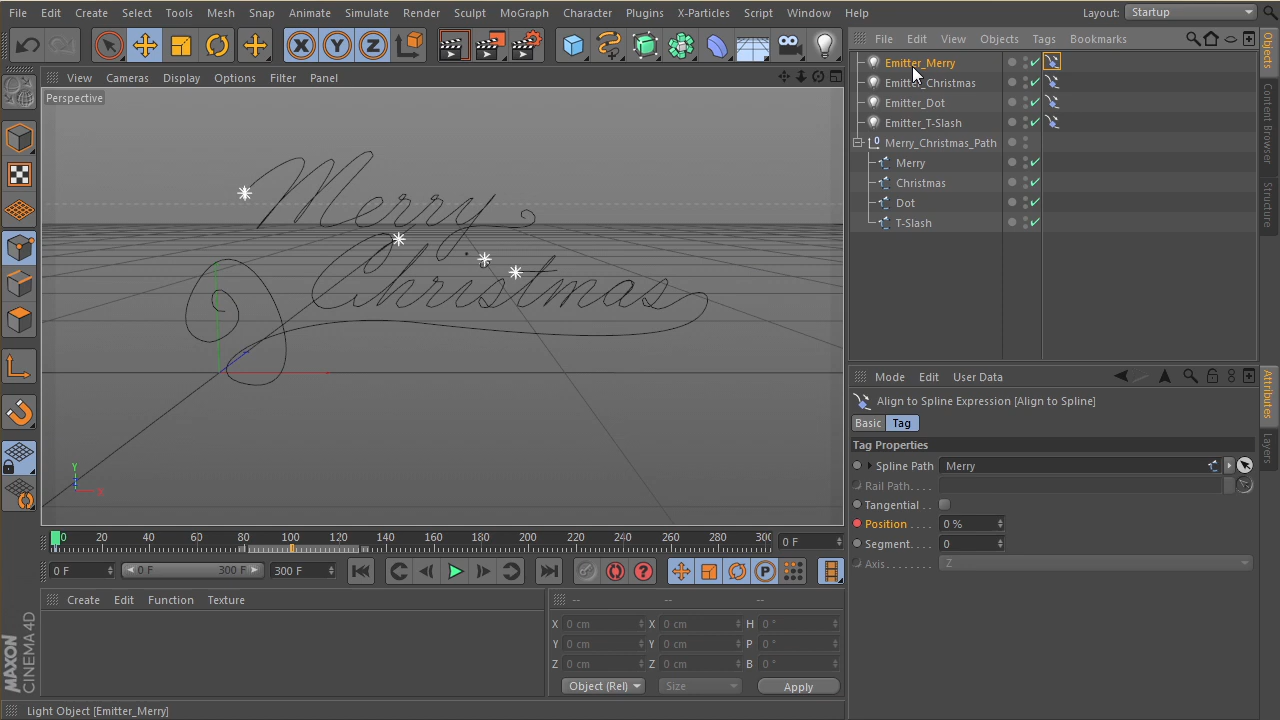 File Edit Create Select Tools Mesh Snap Animate Simulate Render Sculpt MoGraph Character Plugins X-Particles Script Window Help Layout: Startup
File Edit View Objects Tags Bookmarks
View Cameras Display Options Filter Panel
Perspective
Emitter_Merry
Emitter_Christmas
Emitter_Dot
Emitter_T-Slash
Merry_Christmas_Path
Merry
Christmas
Dot
T-Slash
Objects
Content Browser
Structure
Merry
Christmas
Y
X
Mode Edit User Data
Align to Spline Expression [Align to Spline]
Basic Tag
Tag Properties
Spline Path Merry
Rail Path. . . .
Tangential . .
Position . . . . 0 %
Segment. . . . 0
Axis. . . . . . . . Z
Attributes
Layers
0 20 40 60 80 100 120 140 160 180 200 220 240 260 280 300 0 F
0 F 0 F 300 F 300 F
Create Edit Function Texture
-- -- --
X 0 cm X 0 cm H 0 °
Y 0 cm Y 0 cm P 0 °
Z 0 cm Z 0 cm B 0 °
Object (Rel) Size Apply
MAXON
CINEMA 4D
Light Object [Emitter_Merry]